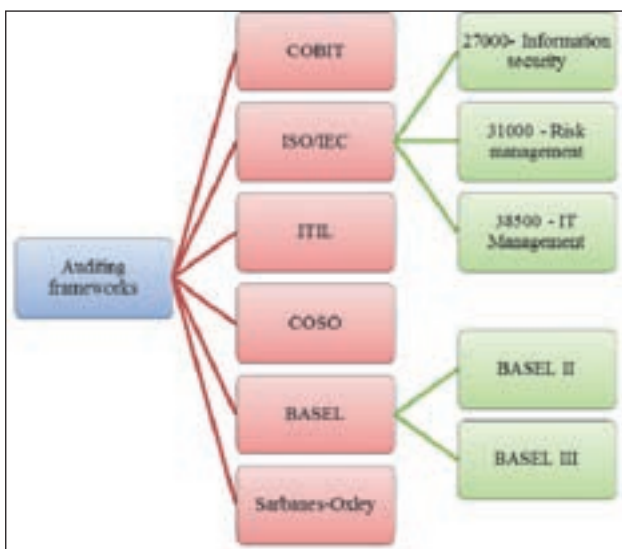 COBIT
27000- Information
security
ISO/IEC
31000 - Risk
management
ITIL
38500 - IT
Management
Auditing
frameworks
COSO
BASEL
BASEL II
BASEL III
Sarbanes-Oxley